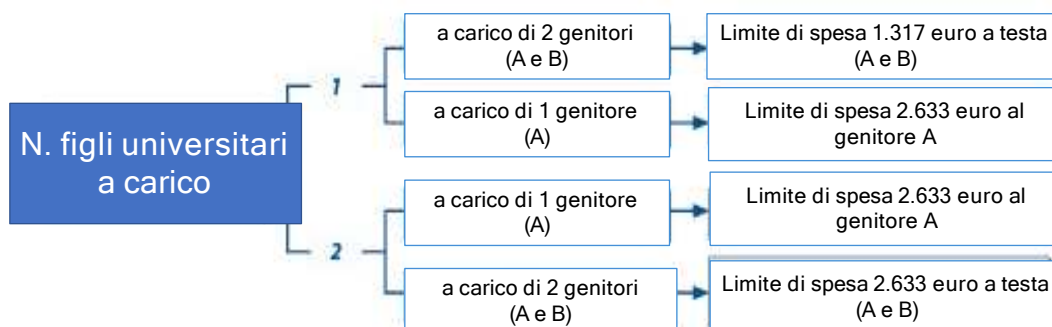 N. figli universitari
a carico
1
a carico di 2 genitori
(A e B)
Limite di spesa 1.317 euro a testa
(A e B)
a carico di 1 genitore
(A)
Limite di spesa 2.633 euro al
genitore A
2
a carico di 1 genitore
(A)
Limite di spesa 2.633 euro al
genitore A
a carico di 2 genitori
(A e B)
Limite di spesa 2.633 euro a testa
(A e B)